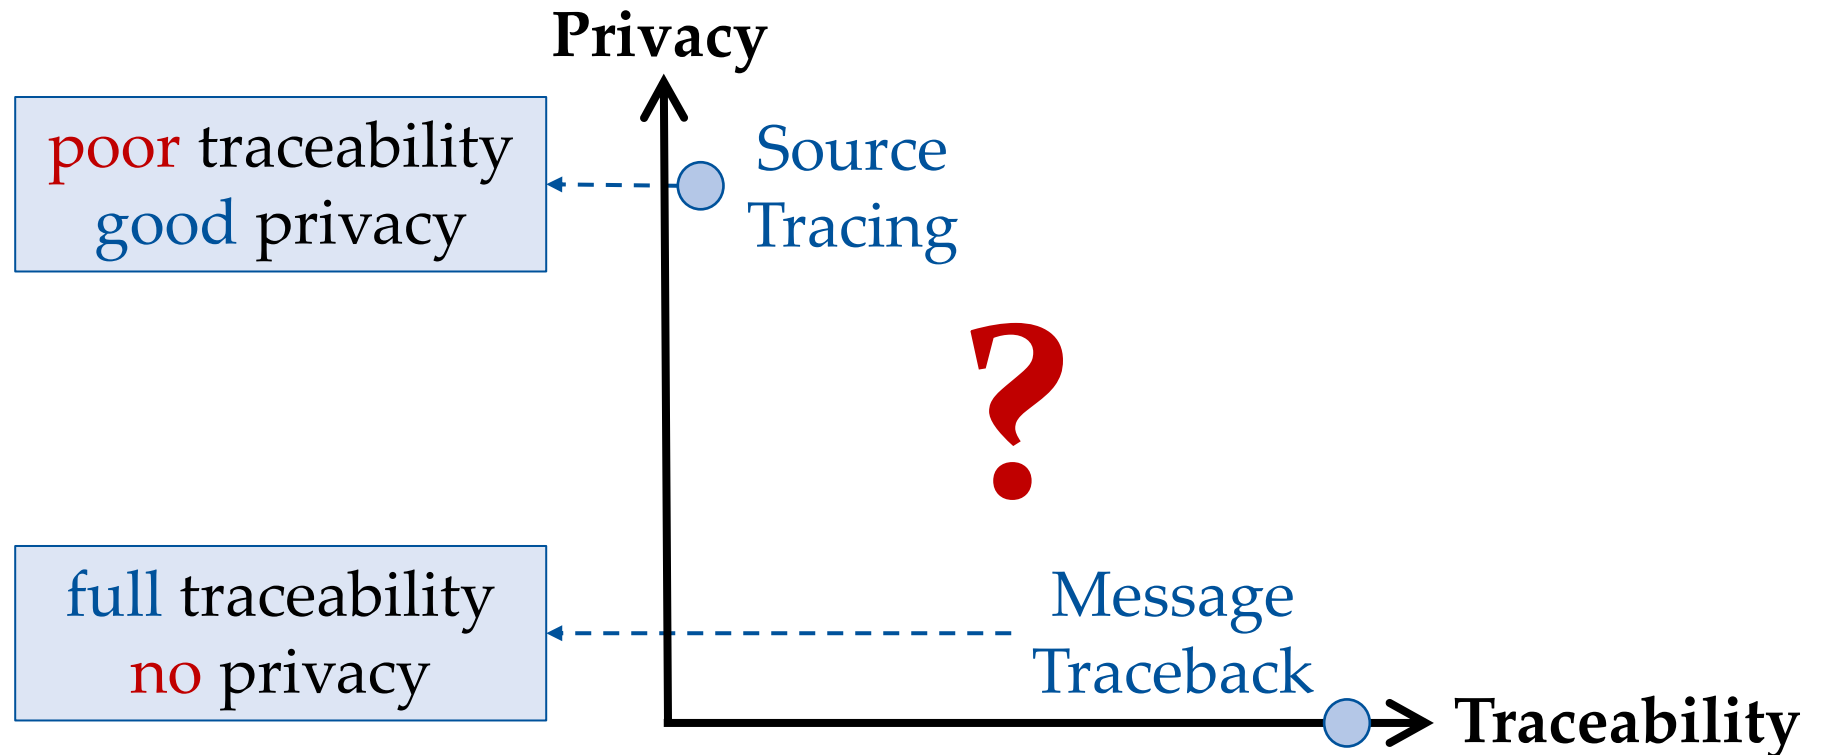 Privacy
poor traceability
good privacy
Source
Tracing
?
full traceability
no privacy
Message
Traceback
Traceability